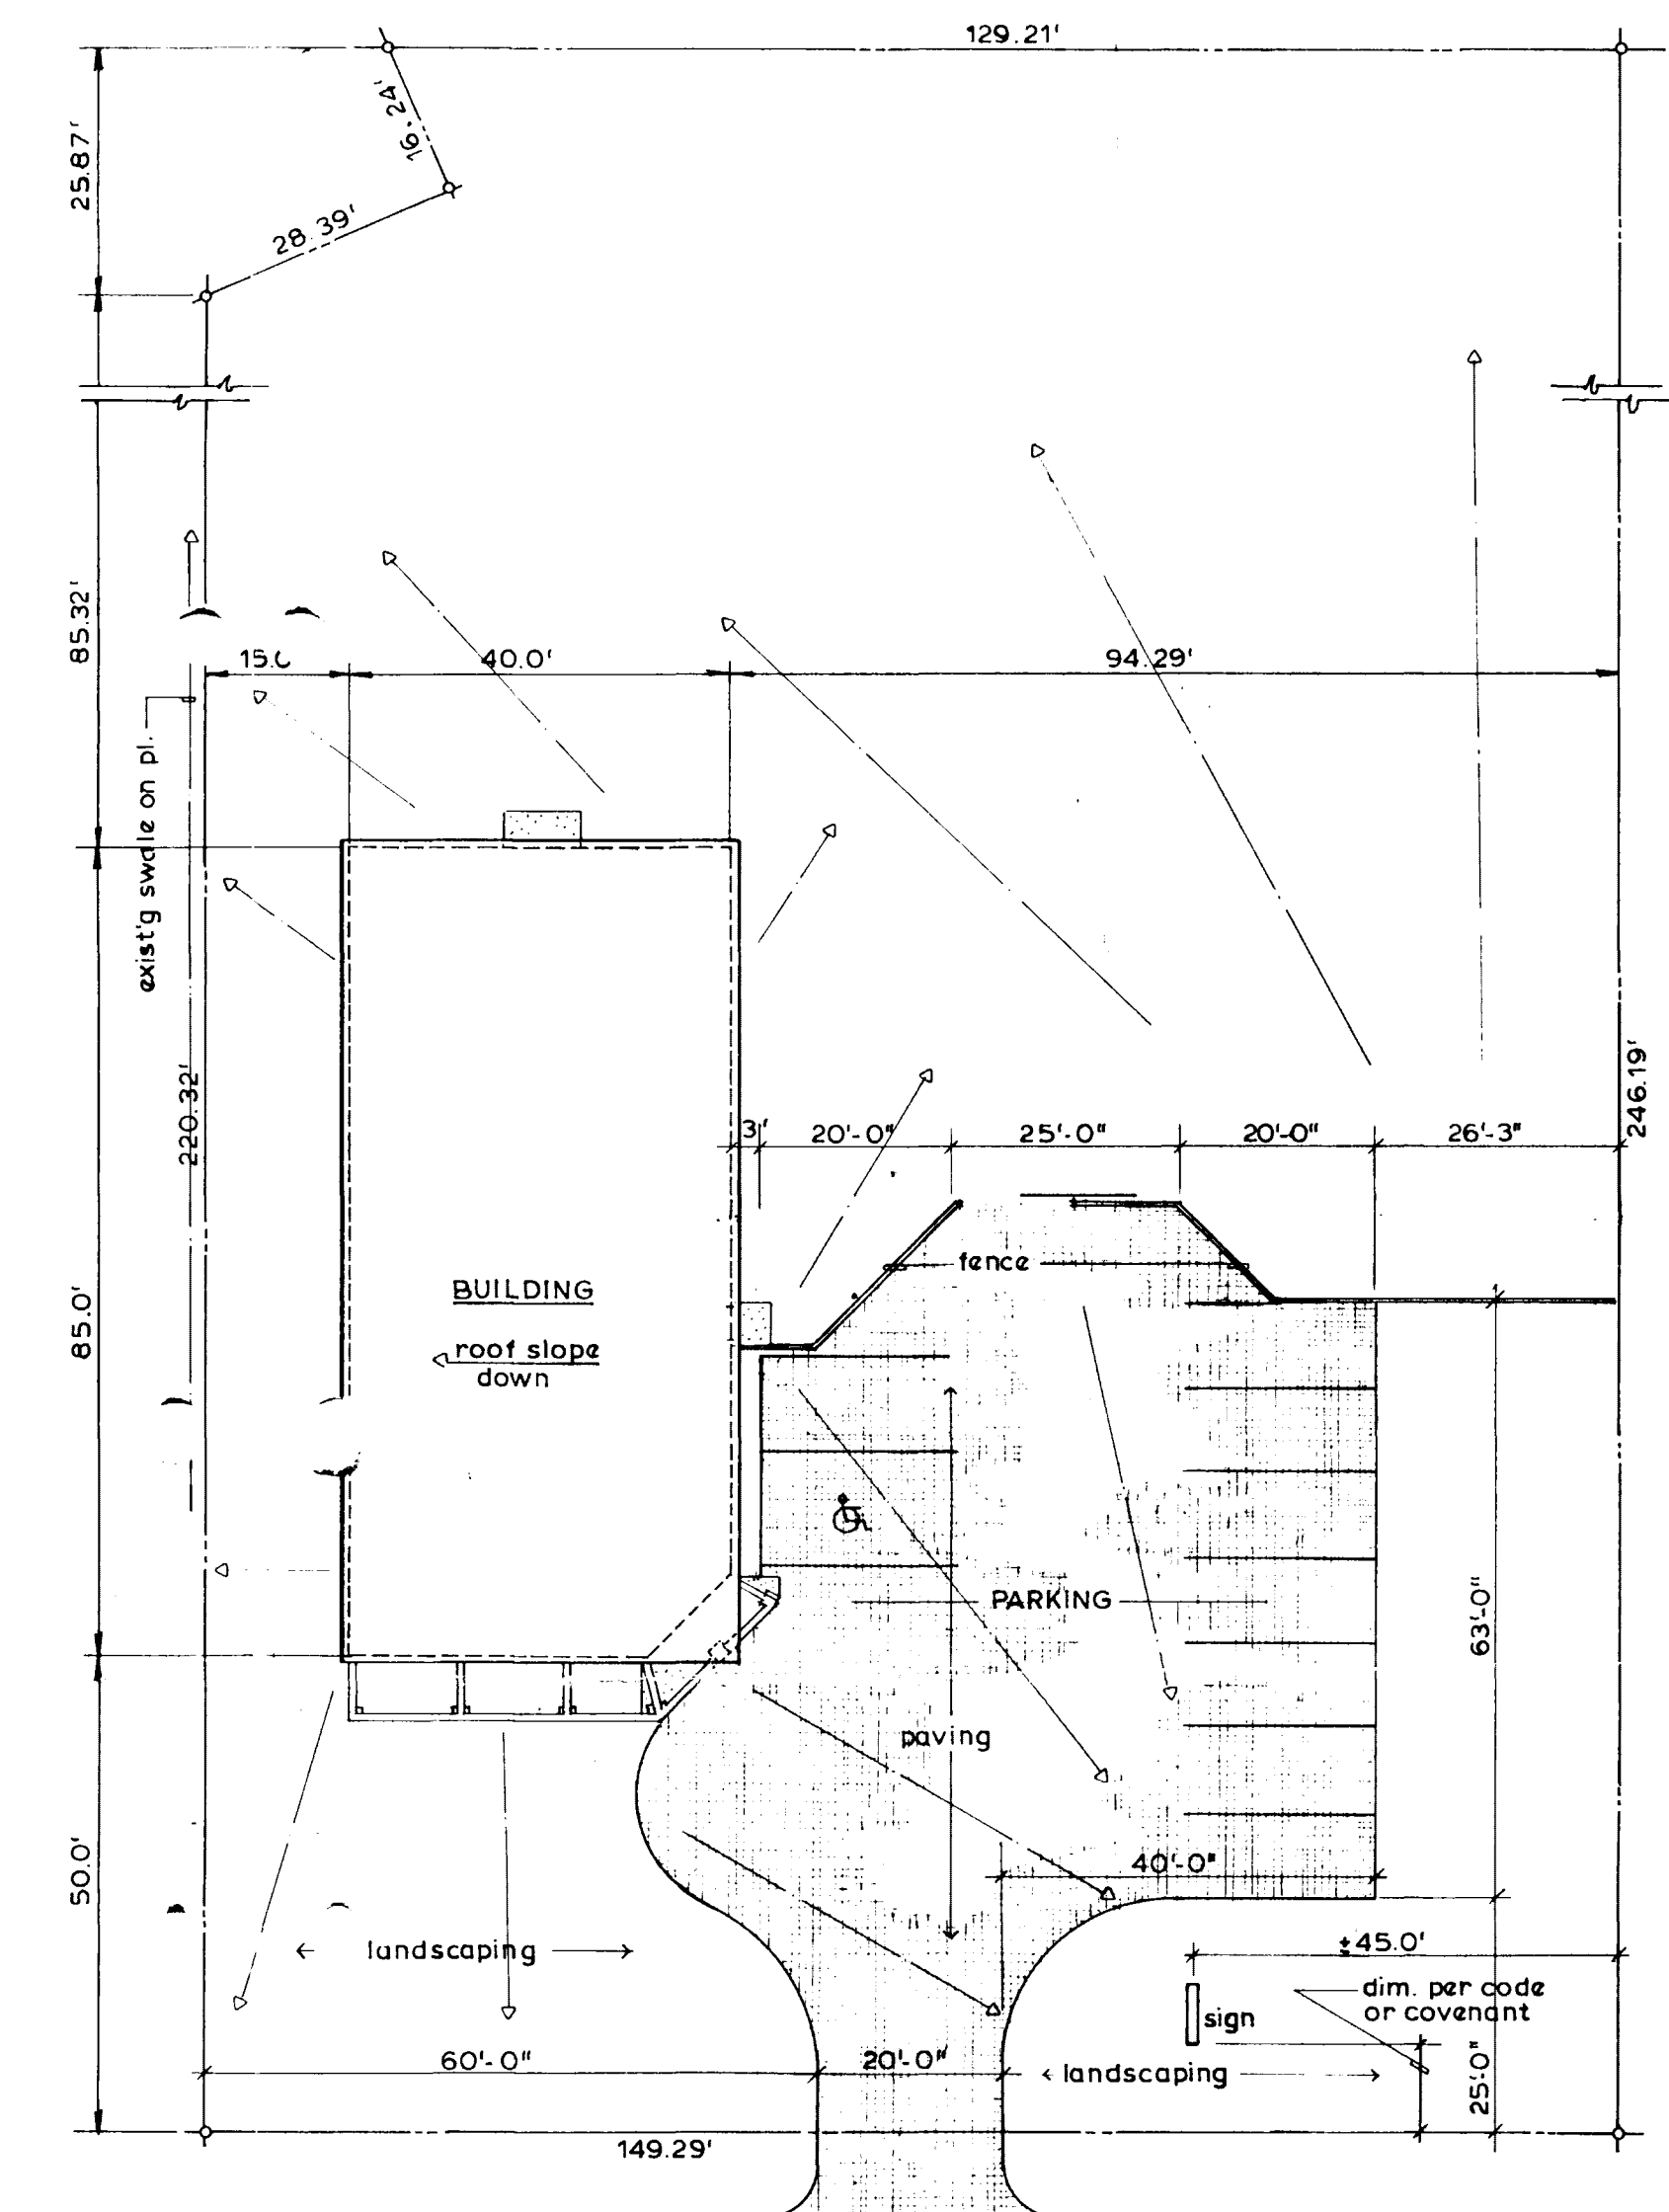 129.21'
16.24'
25.87'
28.39'
85.32'
40.0'
94.29'
exist'g swale on pl.
220.32'
246.19'
3'
20'-0"
25'-0"
20'-0"
26'-3"
fence
BUILDING
roof slope
down
85.0'
PARKING
63'-0"
paving
40'-0"
50.0'
landscaping
±45.0'
dim. per code
or covenant
sign
60'-0"
20'-0"
landscaping
25'-0"
149.29'